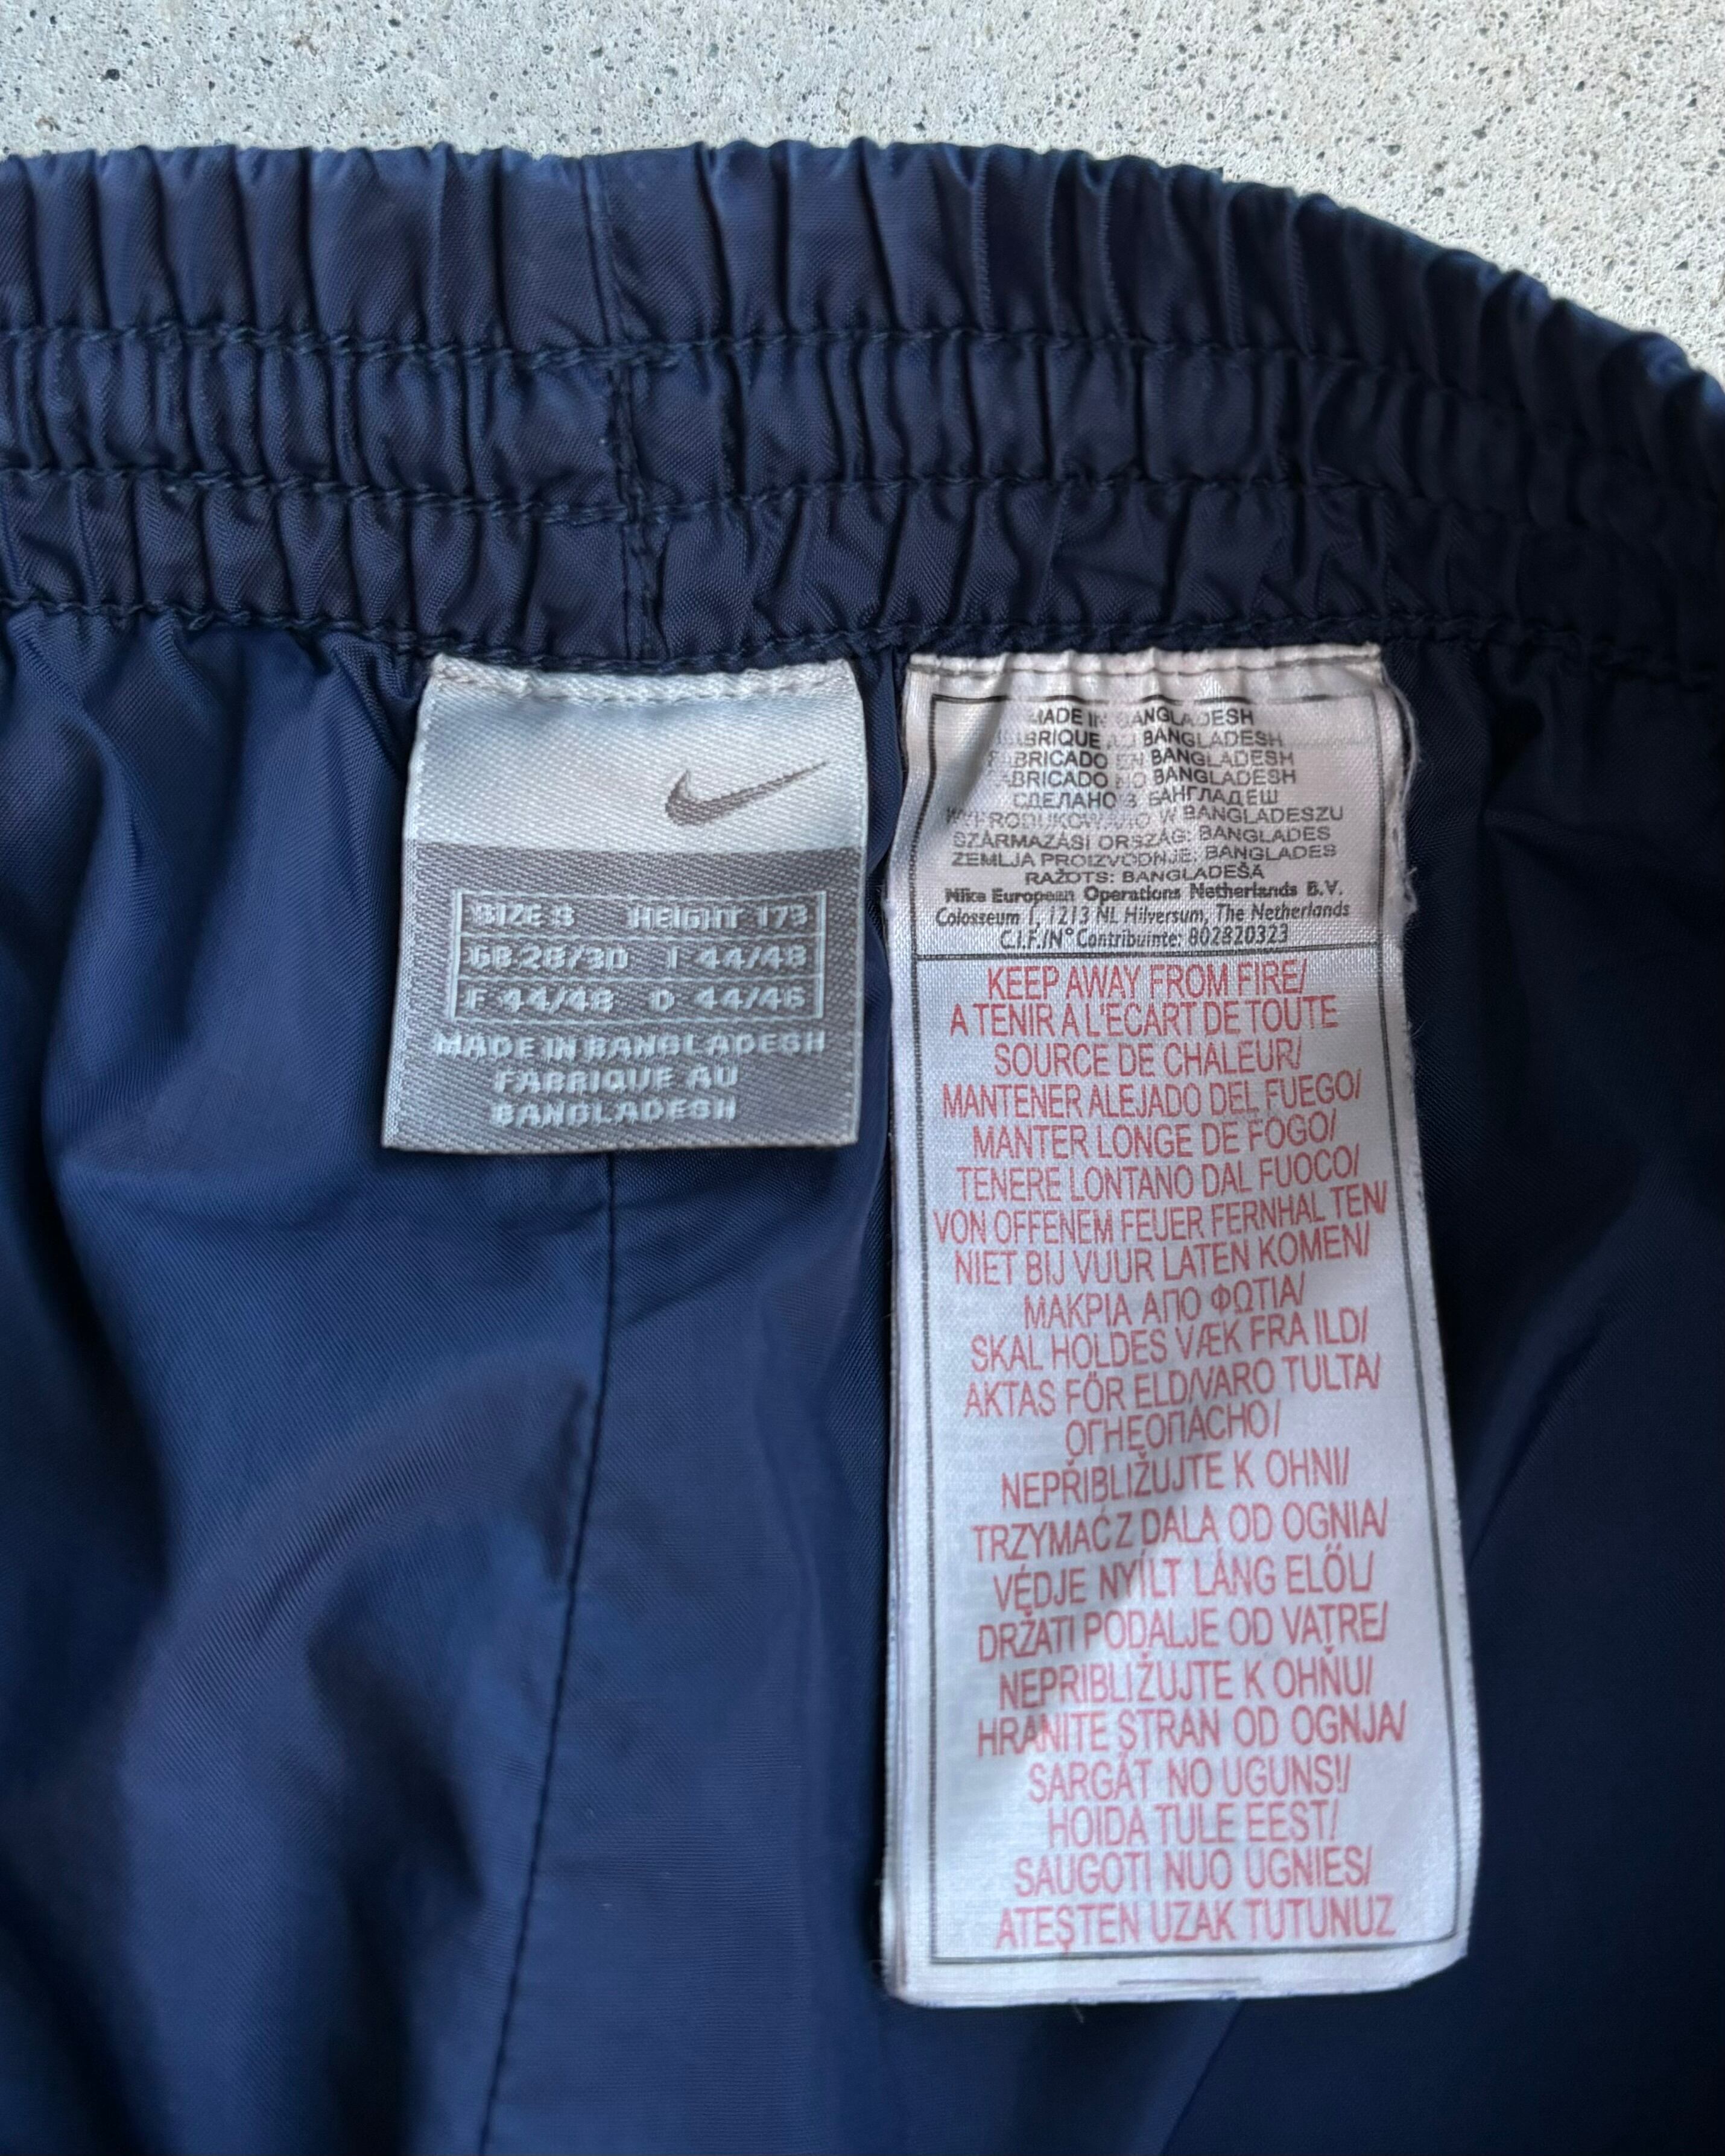 SIZE S HEIGHT 173
GB 28/30 I 44/48
F 44/48 D 44/46
MADE IN BANGLADESH
FABRIQUE AU
BANGLADESH
MADE IN BANGLADESH
FABRIQUE AU BANGLADESH
FABRICADO EN BANGLADESH
FABRICADO NO BANGLADESH
СДЕЛАНО В БАНГЛАДЕШ
WYPRODUKOWANO W BANGLADESZU
SZÁRMAZÁSI ORSZÁG: BANGLADES
ZEMLJA PROIZVODNJE: BANGLADES
RAŽOTS: BANGLADEŠĀ
Nike European Operations Netherlands B.V.
Colosseum 1, 1213 NL Hilversum, The Netherlands
C.I.F./N° Contribuinte: 802820323
KEEP AWAY FROM FIRE/
A TENIR A L'ECART DE TOUTE
SOURCE DE CHALEUR/
MANTENER ALEJADO DEL FUEGO/
MANTER LONGE DE FOGO/
TENERE LONTANO DAL FUOCO/
VON OFFENEM FEUER FERNHAL TEN/
NIET BIJ VUUR LATEN KOMEN/
ΜΑΚΡΙΑ ΑΠΟ ΦΩΤΙΑ/
SKAL HOLDES VÆK FRA ILD/
AKTAS FÖR ELD/VARO TULTA/
ОГНЕОПАСНО/
NEPŘIBLIŽUJTE K OHNI/
TRZYMAĆ Z DALA OD OGNIA/
VÉDJE NYÍLT LÁNG ELŐL/
DRŽATI PODALJE OD VATRE/
NEPRIBLIŽUJTE K OHŇU/
HRANITE STRAN OD OGNJA/
SARGĀT NO UGUNS!/
HOIDA TULE EEST/
SAUGOTI NUO UGNIES/
ATEŞTEN UZAK TUTUNUZ